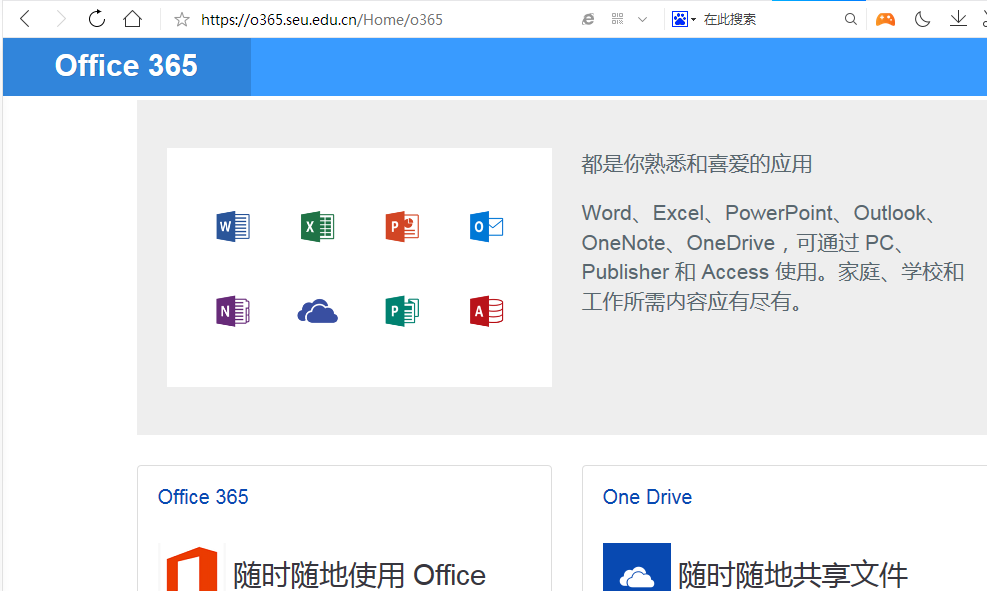 https://o365.seu.edu.cn/Home/o365
在此搜索
Office 365
都是你熟悉和喜爱的应用
Word、Excel、PowerPoint、Outlook、
OneNote、OneDrive，可通过 PC、
Publisher 和 Access 使用。家庭、学校和
工作所需内容应有尽有。
W
X
P
O
N
P
A
Office 365
随时随地使用 Office
One Drive
随时随地共享文件